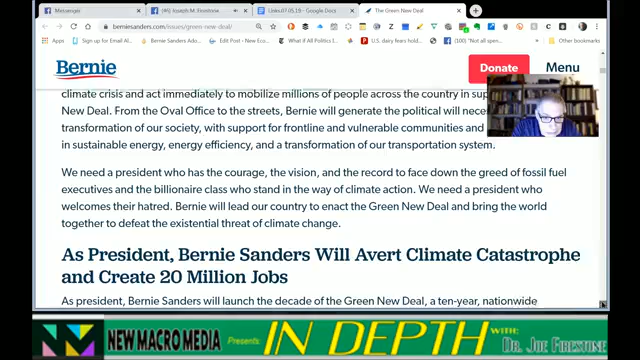 Metaverspir
(#6) Joseph M. Firestone
Unlex 07.05.19 - Google Docs
The Green New Deal
berniesanders.com/issues/green-new-deal/
Apps
Sign up for Email Al
Bernie Sanders Ado
Edit Post ‹ New Eco
What if All Politics I
U.S. dairy fears hold
(100) "Not all spen
Other bookmarks
Bernie
Donate
Menu
climate crisis and act immediately to mobilize millions of people across the country in sup
New Deal. From the Oval Office to the streets, Bernie will generate the political will nece
transformation of our society, with support for frontline and vulnerable communities and
in sustainable energy, energy efficiency, and a transformation of our transportation system.
We need a president who has the courage, the vision, and the record to face down the greed of fossil fuel
executives and the billionaire class who stand in the way of climate action. We need a president who
welcomes their hatred. Bernie will lead our country to enact the Green New Deal and bring the world
together to defeat the existential threat of climate change.
As President, Bernie Sanders Will Avert Climate Catastrophe
and Create 20 Million Jobs
As president, Bernie Sanders will launch the decade of the Green New Deal, a ten-year, nationwide
NEW MACRO MEDIA Presents: IN DEPTH WITH: DR. JOE FIRESTONE